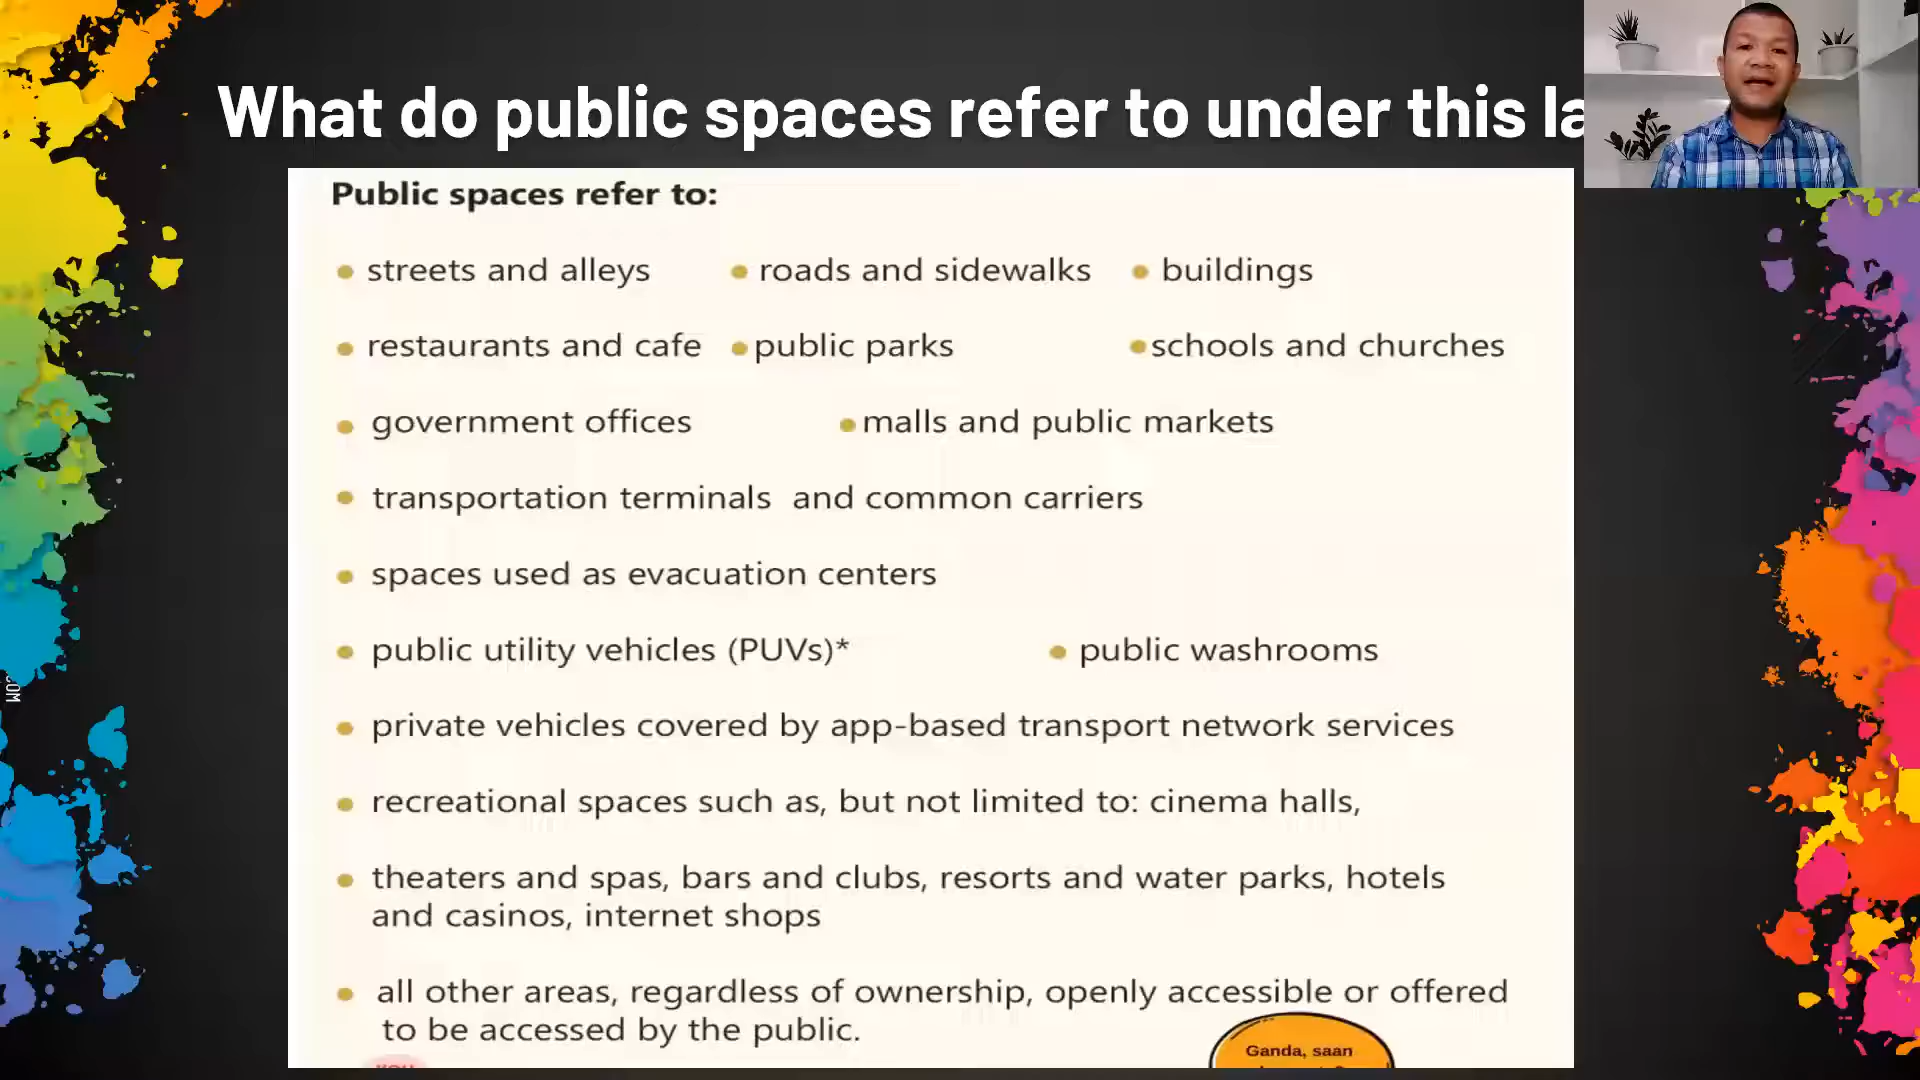 What do public spaces refer to under this la
Public spaces refer to:
streets and alleys
roads and sidewalks
buildings
restaurants and cafe
public parks
schools and churches
government offices
malls and public markets
transportation terminals and common carriers
spaces used as evacuation centers
public utility vehicles (PUVs)*
public washrooms
private vehicles covered by app-based transport network services
recreational spaces such as, but not limited to: cinema halls,
theaters and spas, bars and clubs, resorts and water parks, hotels
and casinos, internet shops
all other areas, regardless of ownership, openly accessible or offered
to be accessed by the public.
Ganda, saan